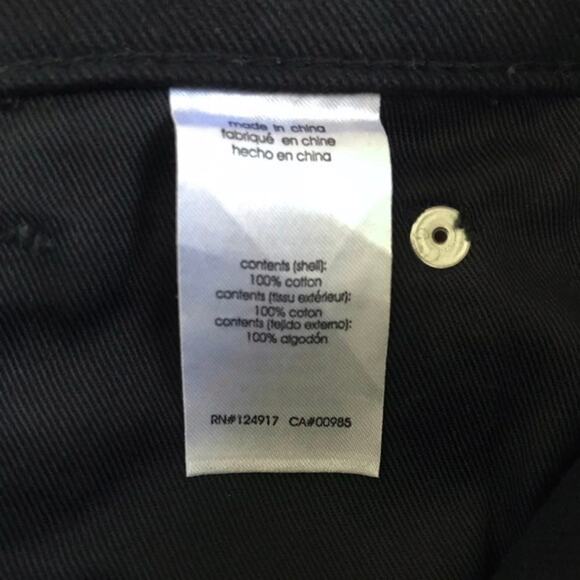 made in china
fabriqué en chine
hecho en china
contents (shell):
100% cotton
contents (tissu extérieur):
100% coton
contents (tejido externo):
100% algodón
RN#124917 CA#00985